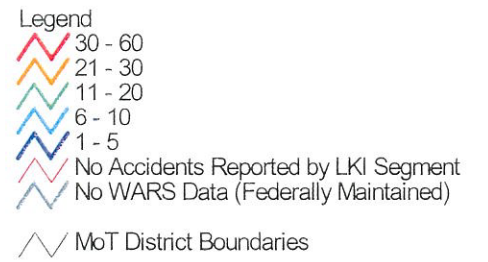 Legend
30 - 60
21 - 30
11 - 20
6 - 10
1 - 5
No Accidents Reported by LKI Segment
No WARS Data (Federally Maintained)
MoT District Boundaries